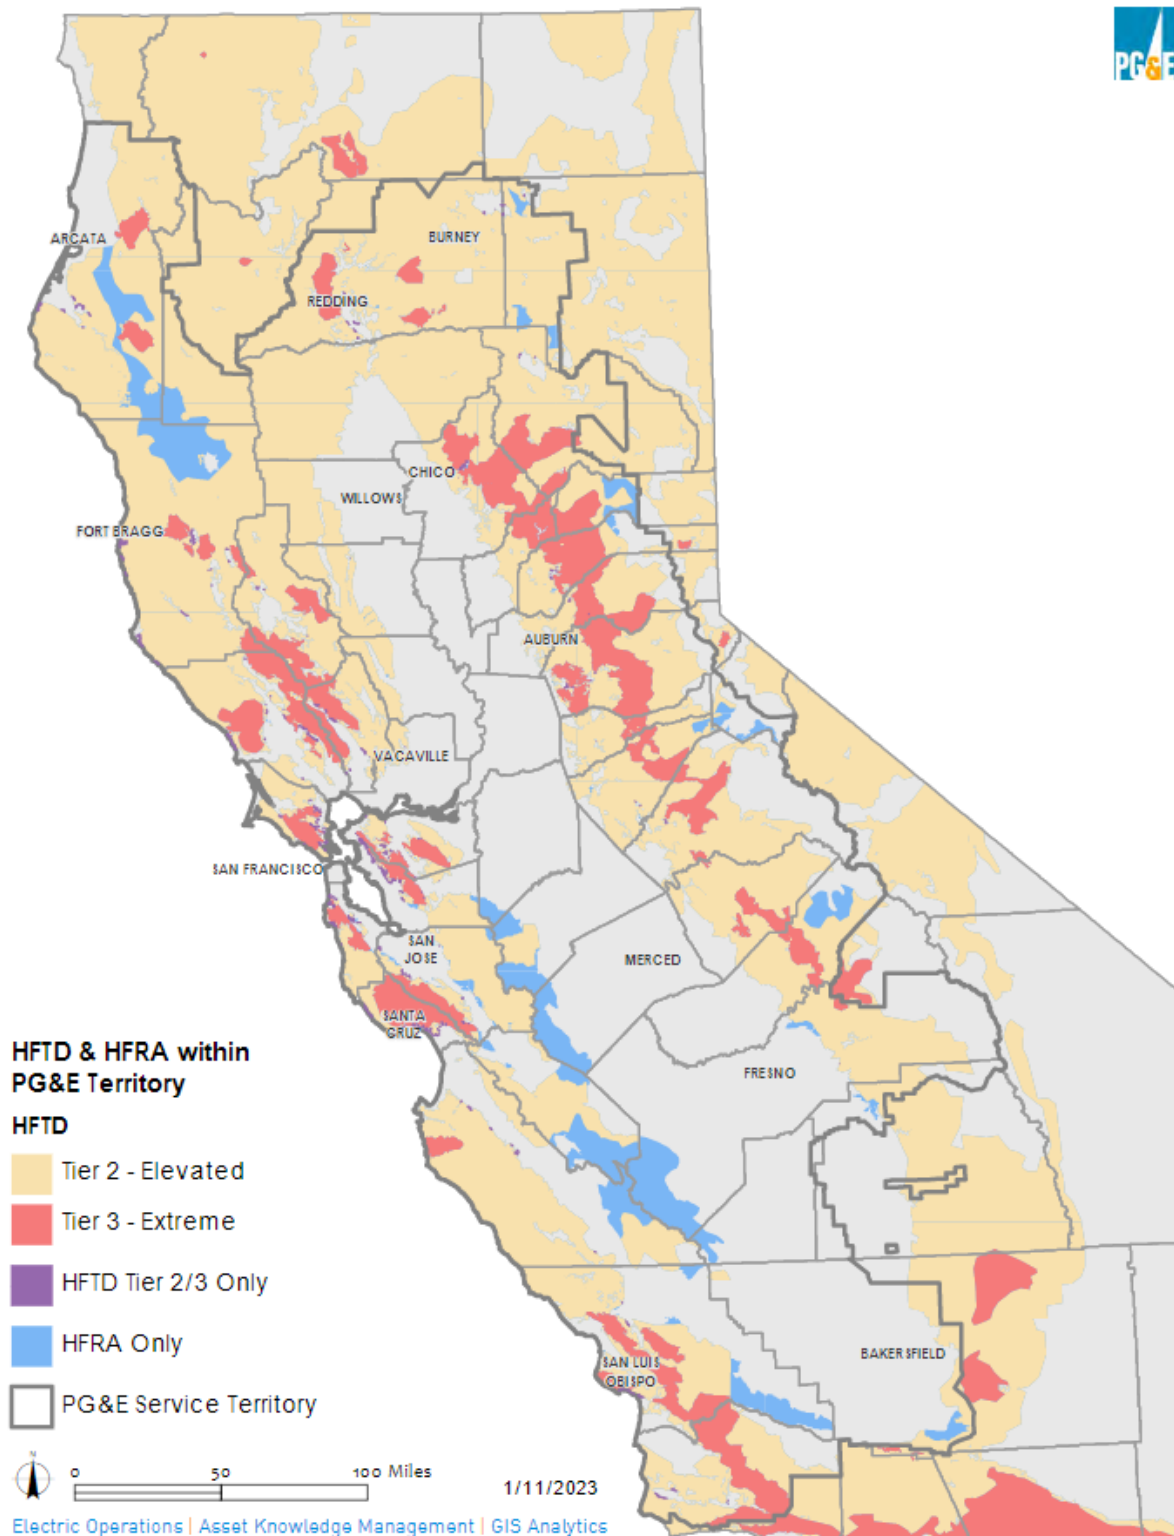 PG&E
ARCATA
BURNEY
REDDING
CHICO
WILLOWS
FORT BRAGG
AUBURN
VACAVILLE
SAN FRANCISCO
SAN
JOSE
MERCED
SANTA
CRUZ
FRESNO
HFTD & HFRA within
PG&E Territory
HFTD
Tier 2 - Elevated
Tier 3 - Extreme
HFTD Tier 2/3 Only
HFRA Only
PG&E Service Territory
SAN LUIS
OBISPO
BAKERSFIELD
N
0 50 100 Miles
1/11/2023
Electric Operations | Asset Knowledge Management | GIS Analytics